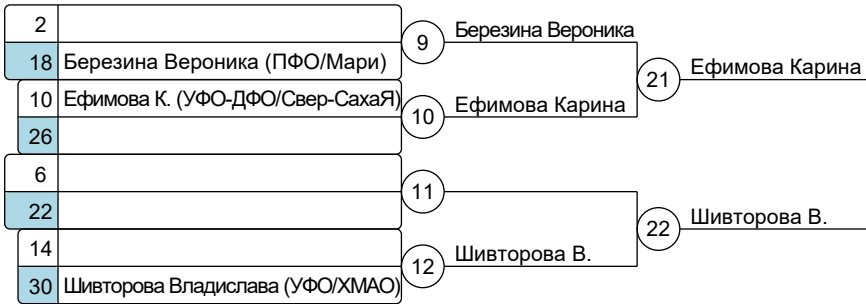 2
9
Березина Вероника
18 Березина Вероника (ПФО/Мари)
21
Ефимова Карина
10 Ефимова К. (УФО-ДФО/Свер-СахаЯ)
10
Ефимова Карина
26
6
11
22
22
Шивторова В.
14
12
Шивторова В.
30 Шивторова Владислава (УФО/ХМАО)